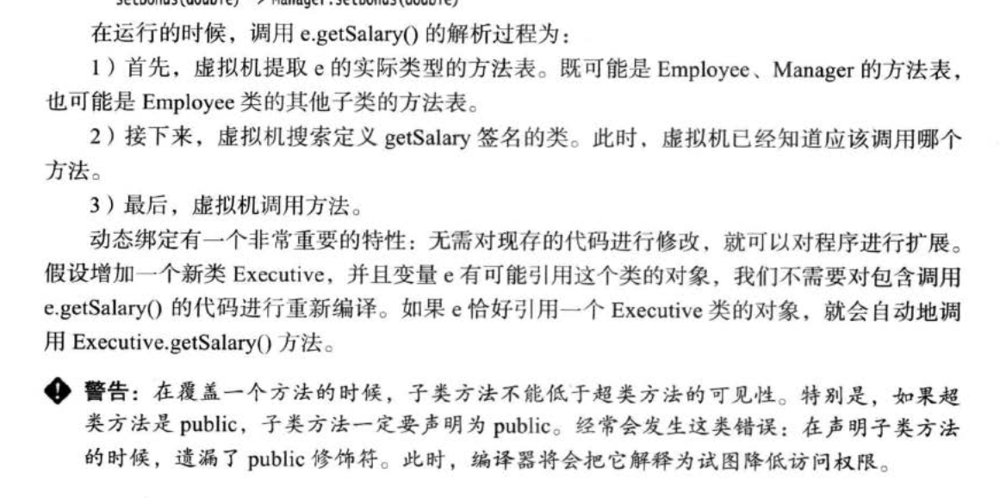 setBonus(double) -> Manager.setBonus(double)
在运行的时候，调用 e.getSalary() 的解析过程为：
1）首先，虚拟机提取 e 的实际类型的方法表。既可能是 Employee、Manager 的方法表，
也可能是 Employee 类的其他子类的方法表。
2）接下来，虚拟机搜索定义 getSalary 签名的类。此时，虚拟机已经知道应该调用哪个
方法。
3）最后，虚拟机调用方法。
动态绑定有一个非常重要的特性：无需对现存的代码进行修改，就可以对程序进行扩展。
假设增加一个新类 Executive，并且变量 e 有可能引用这个类的对象，我们不需要对包含调用
e.getSalary() 的代码进行重新编译。如果 e 恰好引用一个 Executive 类的对象，就会自动地调
用 Executive.getSalary() 方法。
警告：在覆盖一个方法的时候，子类方法不能低于超类方法的可见性。特别是，如果超
类方法是 public，子类方法一定要声明为 public。经常会发生这类错误：在声明子类方法
的时候，遗漏了 public 修饰符。此时，编译器将会把它解释为试图降低访问权限。